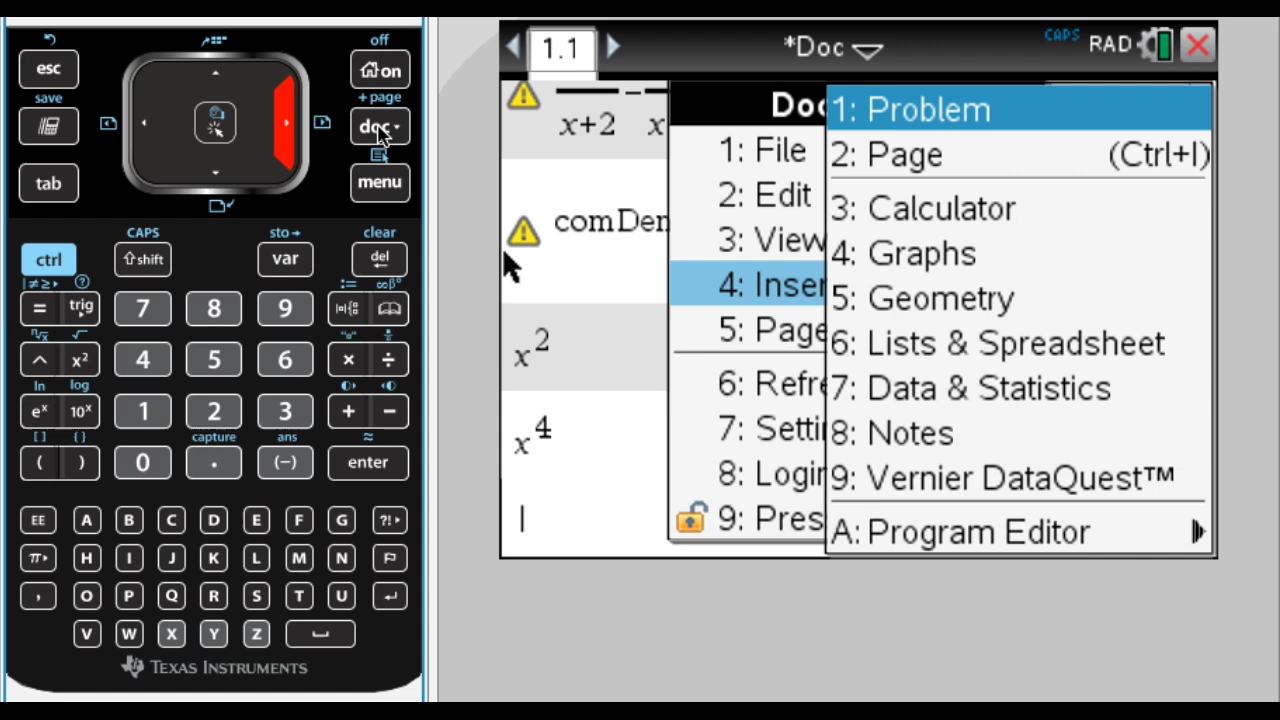 off
esc
on
save
+ page
doc
tab
menu
CAPS
sto→
clear
ctrl
⇧shift
var
del
|≠≥▸
:=
∞β°
=
trig
7
8
9
√
"☐"
^
x²
4
5
6
×
÷
ln
log
eˣ
10ˣ
1
2
3
+
−
[ ]
{ }
capture
ans
≈
(
)
0
.
(−)
enter
EE
A
B
C
D
E
F
G
?!▸
π▸
H
I
J
K
L
M
N
,
O
P
Q
R
S
T
U
V
W
X
Y
Z
TEXAS INSTRUMENTS
1.1
*Doc
CAPS
RAD
x+2
x
comDen
x²
x⁴
Doc
1: File
2: Edit
3: View
4: Inser
5: Page
6: Refre
7: Setti
8: Login
9: Pres
1: Problem
2: Page (Ctrl+I)
3: Calculator
4: Graphs
5: Geometry
6: Lists & Spreadsheet
7: Data & Statistics
8: Notes
9: Vernier DataQuest™
A: Program Editor